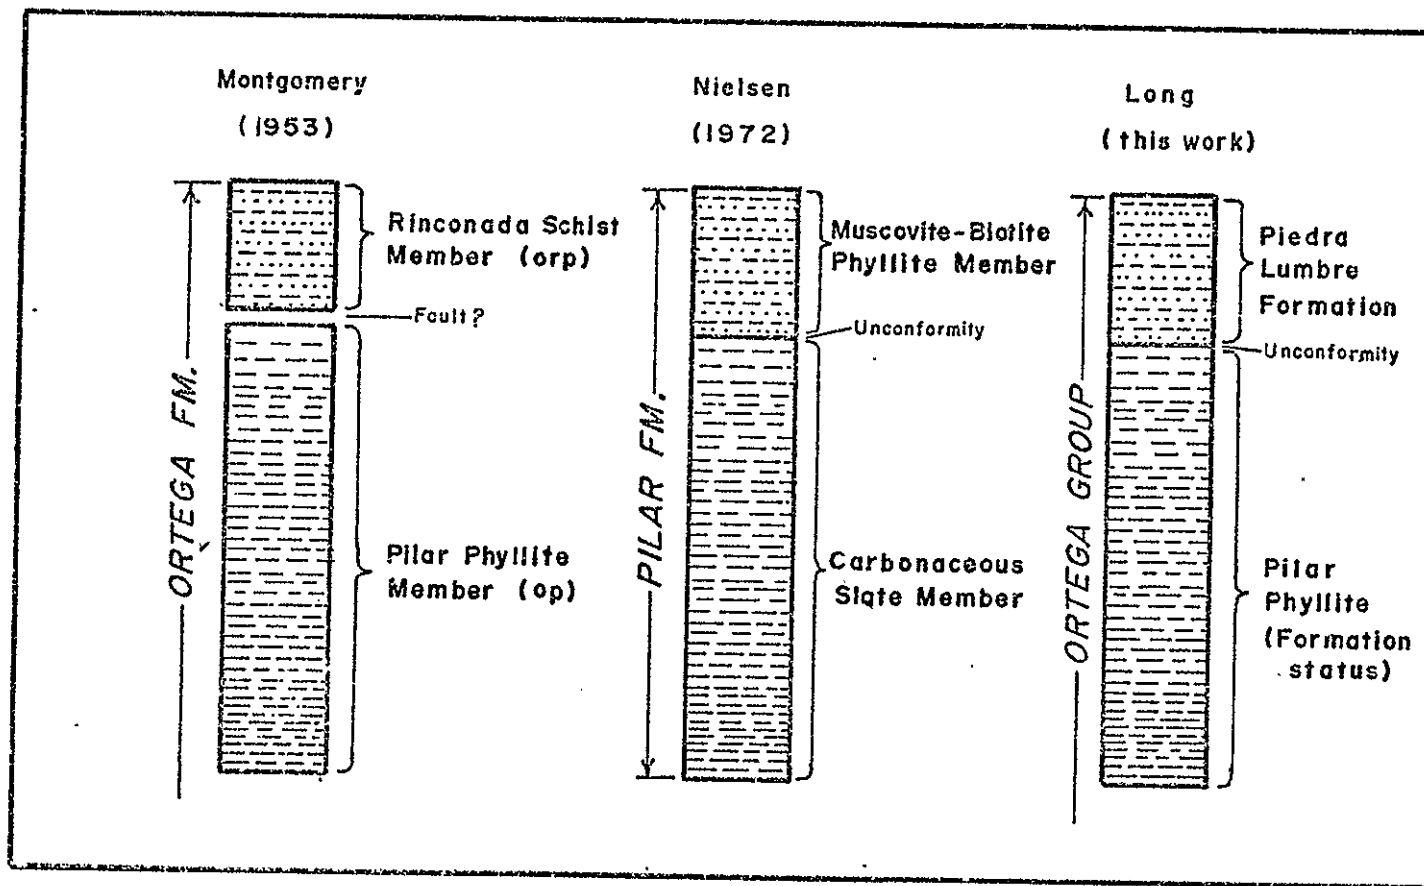 Montgomery
(1953)
ORTEGA FM.
Rinconada Schist
Member (orp)
Fault?
Pilar Phyllite
Member (op)
Nielsen
(1972)
PILAR FM.
Muscovite-Biotite
Phyllite Member
Unconformity
Carbonaceous
Slate Member
Long
(this work)
ORTEGA GROUP
Piedra
Lumbre
Formation
Unconformity
Pilar
Phyllite
(Formation
status)